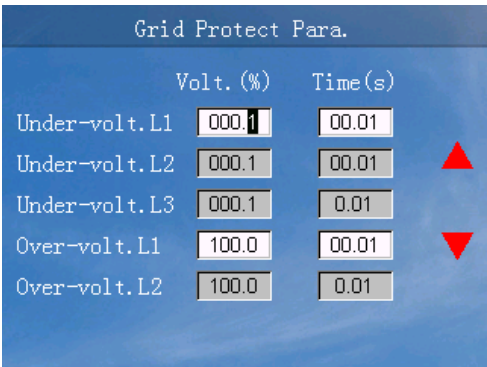 Grid Protect Para.
Volt.(%) Time(s)
Under-volt.L1 000.1 00.01
Under-volt.L2 000.1 00.01
Under-volt.L3 000.1 0.01
Over-volt.L1 100.0 00.01
Over-volt.L2 100.0 0.01